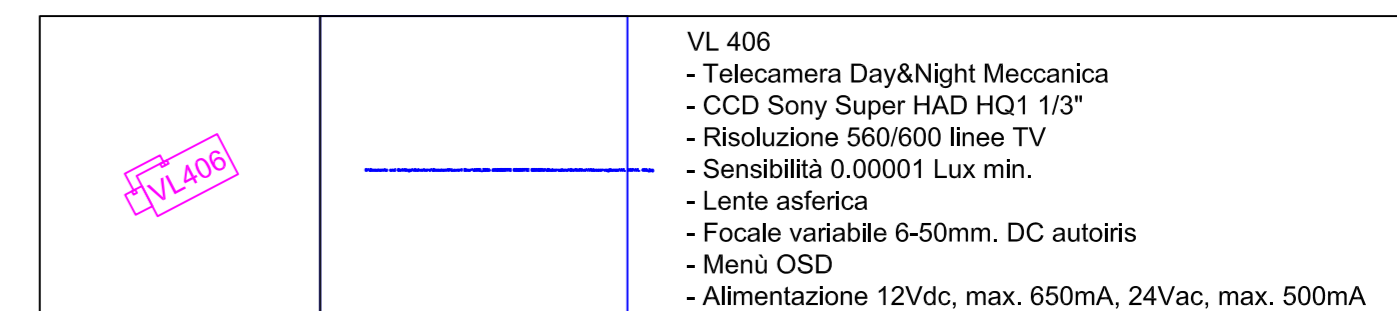 VL406
VL 406
- Telecamera Day&Night Meccanica
- CCD Sony Super HAD HQ1 1/3"
- Risoluzione 560/600 linee TV
- Sensibilità 0.00001 Lux min.
- Lente asferica
- Focale variabile 6-50mm. DC autoiris
- Menù OSD
- Alimentazione 12Vdc, max. 650mA, 24Vac, max. 500mA